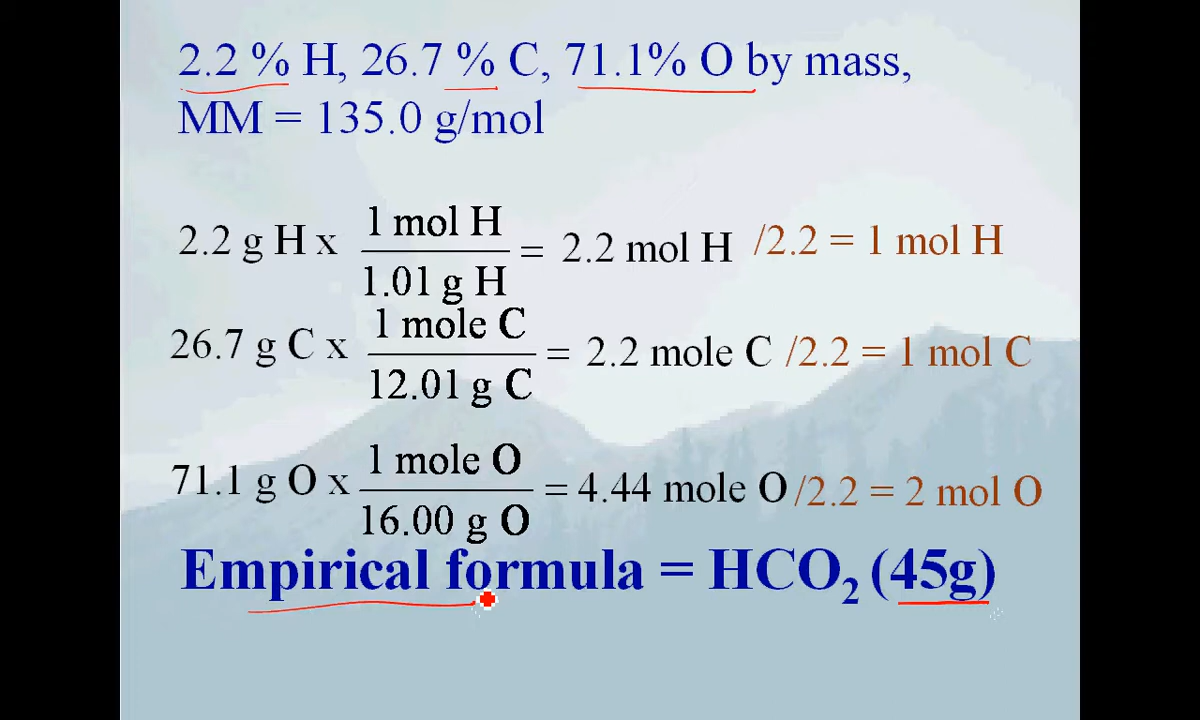 2.2 % H, 26.7 % C, 71.1% O by mass,
MM = 135.0 g/mol
2.2 g H x 1 mol H / 1.01 g H = 2.2 mol H /2.2 = 1 mol H
26.7 g C x 1 mole C / 12.01 g C = 2.2 mole C /2.2 = 1 mol C
71.1 g O x 1 mole O / 16.00 g O = 4.44 mole O /2.2 = 2 mol O
Empirical formula = HCO₂ (45g)